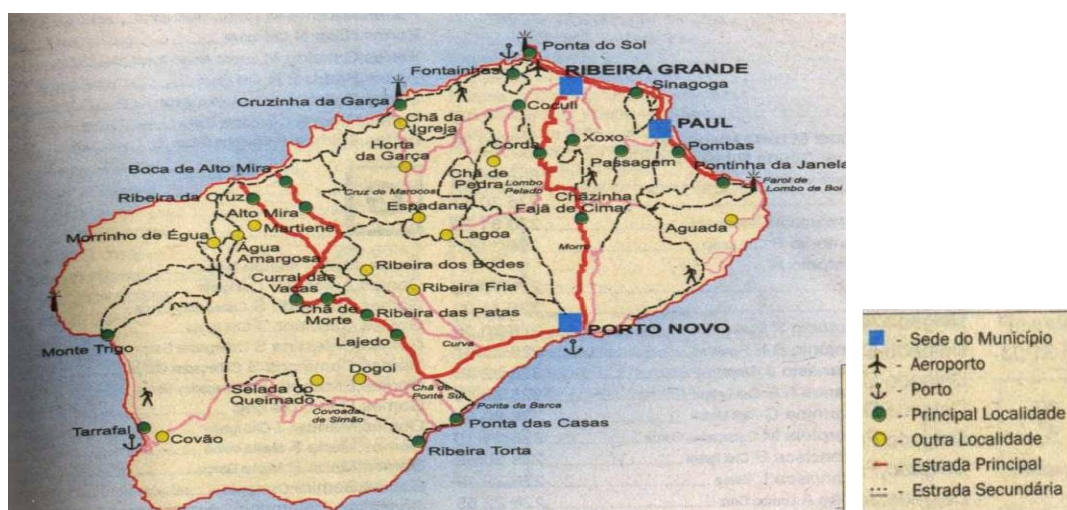 Ponta do Sol
Fontainhas
RIBEIRA GRANDE
Sinagoga
Cruzinha da Garça
Coculi
Chã da
Igreja
PAUL
Horta
da Garça
Corda
Xoxo
Pombas
Boca de Alto Mira
Chã de
Pedra
Passagem
Pontinha da Janela
Cruz de Marocos
Lombo
Pelado
Farol de
Lombo de Boi
Ribeira da Cruz
Espadana
Chãzinha
Alto Mira
Fajã de Cima
Martiene
Aguada
Morrinho de Égua
Lagoa
Água
Amargosa
Morro
Ribeira dos Bodes
Curral das
Vacas
Ribeira Fria
Chã de
Morte
Ribeira das Patas
PORTO NOVO
Monte Trigo
Lajedo
Curva
Dogoi
Selada do
Queimado
Chã de
Ponte Sul
Covoada
de Simão
Ponta da Barca
Tarrafal
Covão
Ponta das Casas
Ribeira Torta
- Sede do Município
- Aeroporto
- Porto
- Principal Localidade
- Outra Localidade
- Estrada Principal
- Estrada Secundária